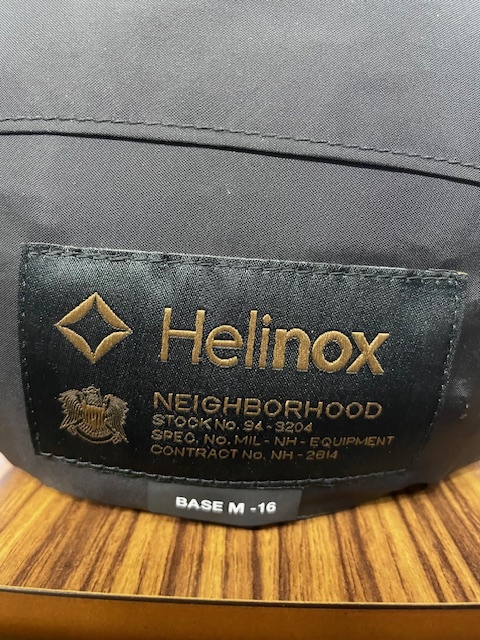 Helinox
NEIGHBORHOOD
STOCK No. 94-3204
SPEC, No. MIL - NH - EQUIPMENT
CONTRACT No. NH - 2814
BASE M -16